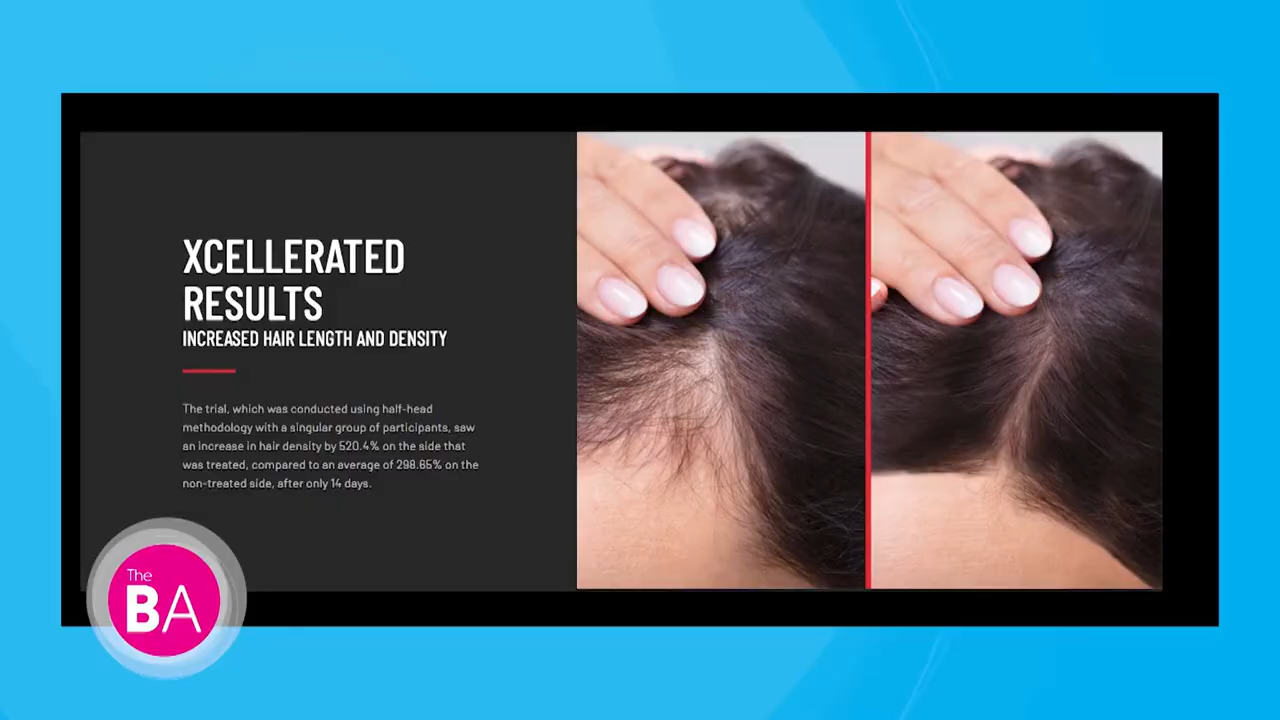 XCELLERATED
RESULTS
INCREASED HAIR LENGTH AND DENSITY
The trial, which was conducted using half-head
methodology with a singular group of participants, saw
an increase in hair density by 520.4% on the side that
was treated, compared to an average of 298.65% on the
non-treated side, after only 14 days.
The
BA